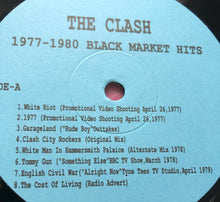 THE CLASH
1977-1980 BLACK MARKET HITS
DE-A
1.White Riot (Promotional Video Shooting April 26,1977)
2.1977 (Promotional Video Shooting April 26,1977)
3.Garageland ("Rude Boy"Outtakes)
4.Clash City Rockers (Original Mix)
5.White Man In Hammersmith Palaice (Alternate Mix 1978)
6.Tommy Gun ("Something Else"BBC TV Show,March 1978)
7.English Civil War("Alright Now"Tyne Tees TV Studio,April 1979)
8.The Cost Of Living (Radio Advert)